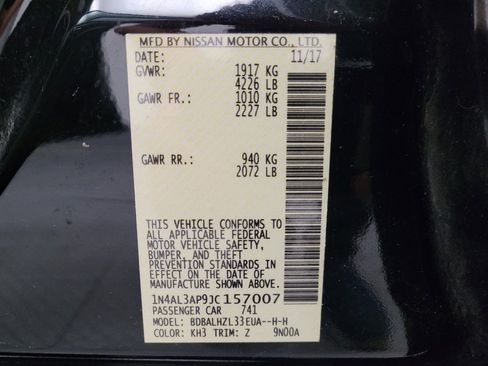 MFD BY NISSAN MOTOR CO., LTD.
DATE: 11/17
GVWR: 1917 KG
4226 LB
GAWR FR.: 1010 KG
2227 LB
GAWR RR.: 940 KG
2072 LB
THIS VEHICLE CONFORMS TO
ALL APPLICABLE FEDERAL
MOTOR VEHICLE SAFETY,
BUMPER, AND THEFT
PREVENTION STANDARDS IN
EFFECT ON THE DATE OF
MANUFACTURE SHOWN ABOVE.
1N4AL3AP9JC157007
PASSENGER CAR 741
MODEL: BDBALHZL33EUA--H-H
COLOR: KH3 TRIM: Z 9N00A